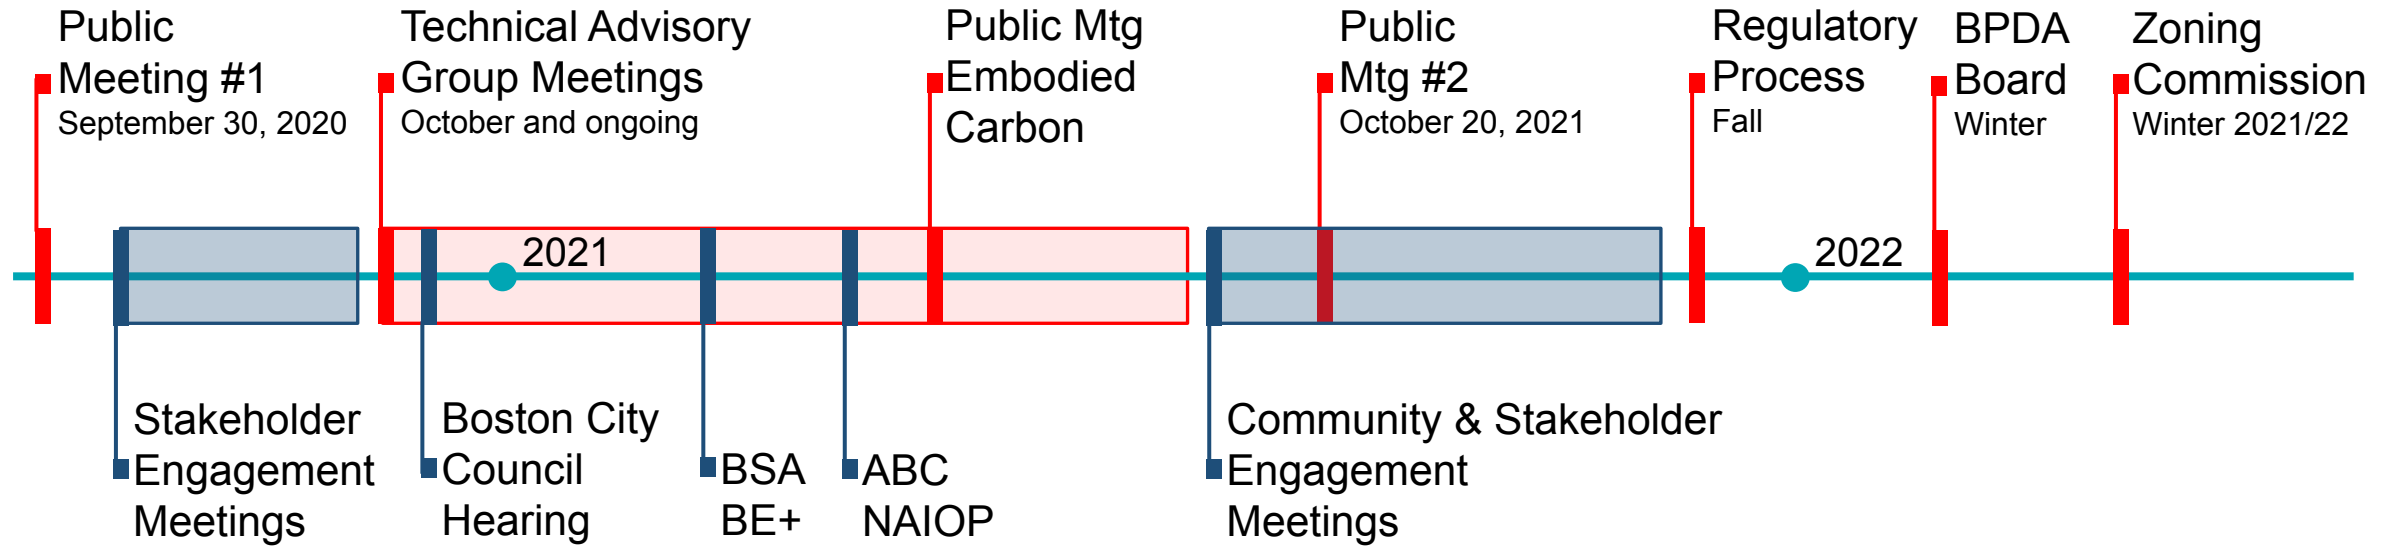 Public
Meeting #1
September 30, 2020
Technical Advisory
Group Meetings
October and ongoing
Public Mtg
Embodied
Carbon
Public
Mtg #2
October 20, 2021
Regulatory
Process
Fall
BPDA
Board
Winter
Zoning
Commission
Winter 2021/22
2021
2022
Stakeholder
Engagement
Meetings
Boston City
Council
Hearing
BSA
BE+
ABC
NAIOP
Community & Stakeholder
Engagement
Meetings